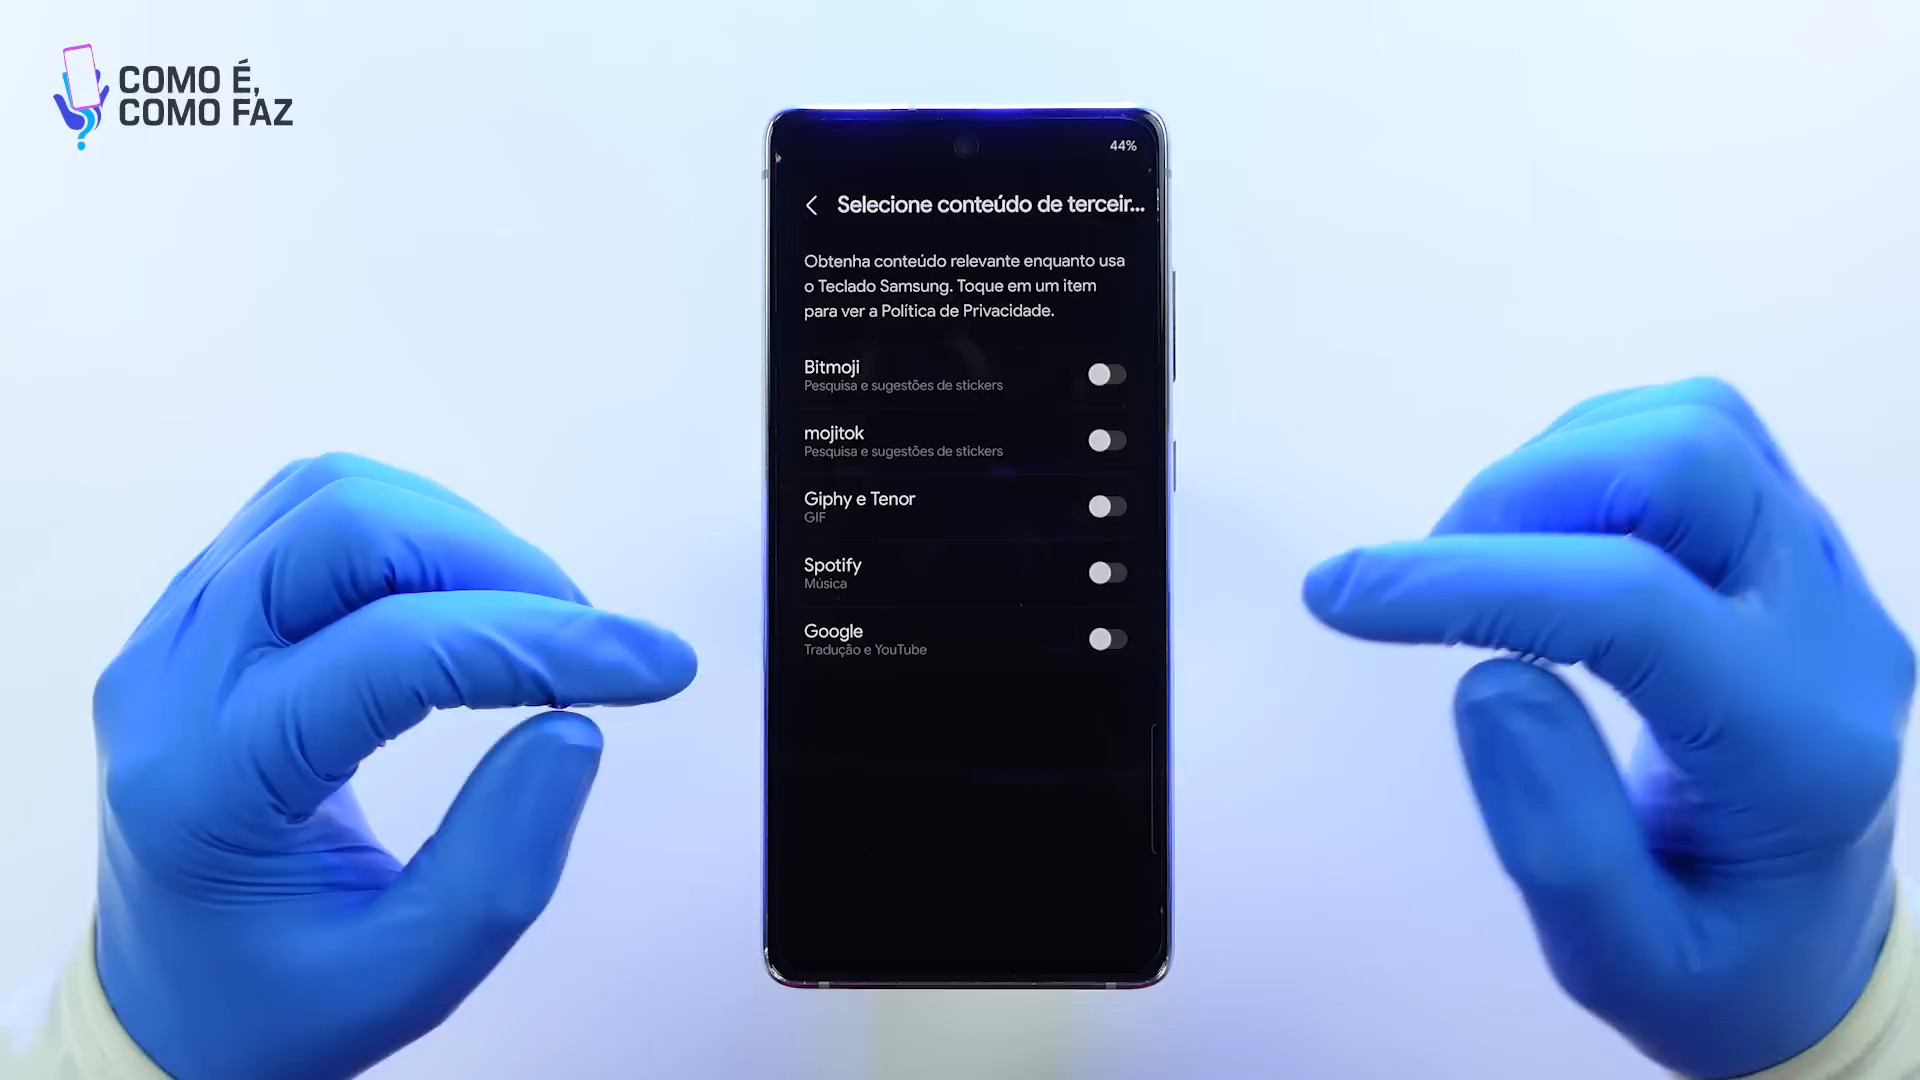 COMO É,
COMO FAZ
44%
Selecione conteúdo de terceir...
Obtenha conteúdo relevante enquanto usa
o Teclado Samsung. Toque em um item
para ver a Política de Privacidade.
Bitmoji
Pesquisa e sugestões de stickers
mojitok
Pesquisa e sugestões de stickers
Giphy e Tenor
GIF
Spotify
Música
Google
Tradução e YouTube